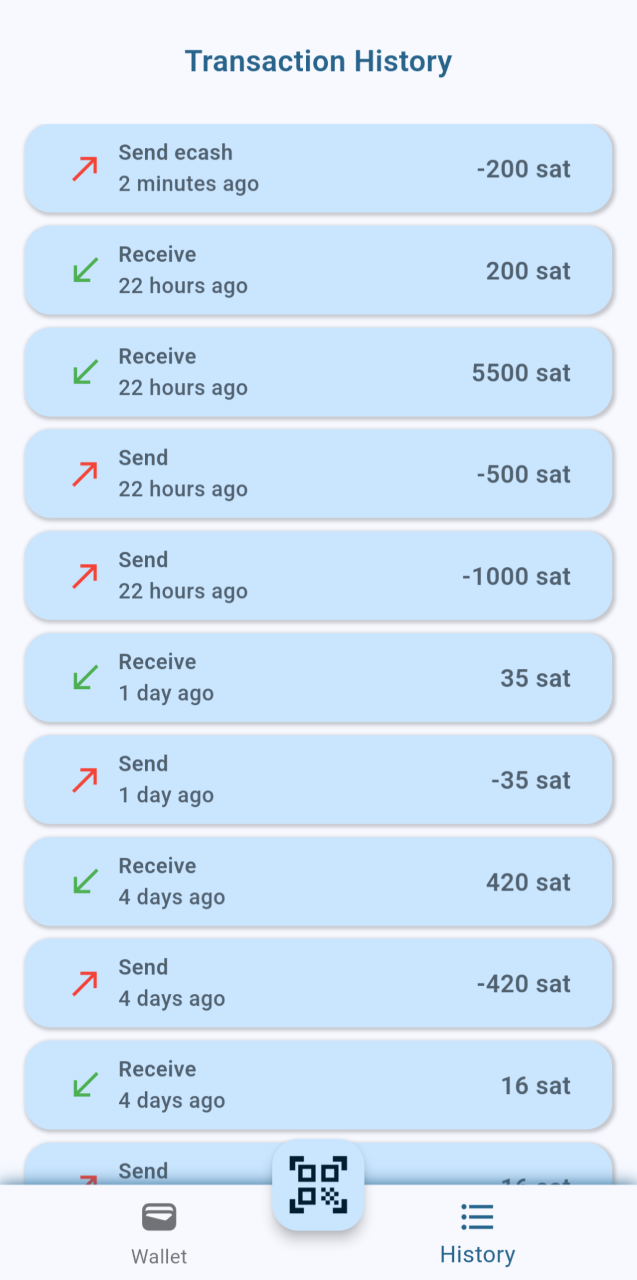 Transaction History
Send ecash
2 minutes ago
-200 sat
Receive
22 hours ago
200 sat
Receive
22 hours ago
5500 sat
Send
22 hours ago
-500 sat
Send
22 hours ago
-1000 sat
Receive
1 day ago
35 sat
Send
1 day ago
-35 sat
Receive
4 days ago
420 sat
Send
4 days ago
-420 sat
Receive
4 days ago
16 sat
Send
Wallet
History